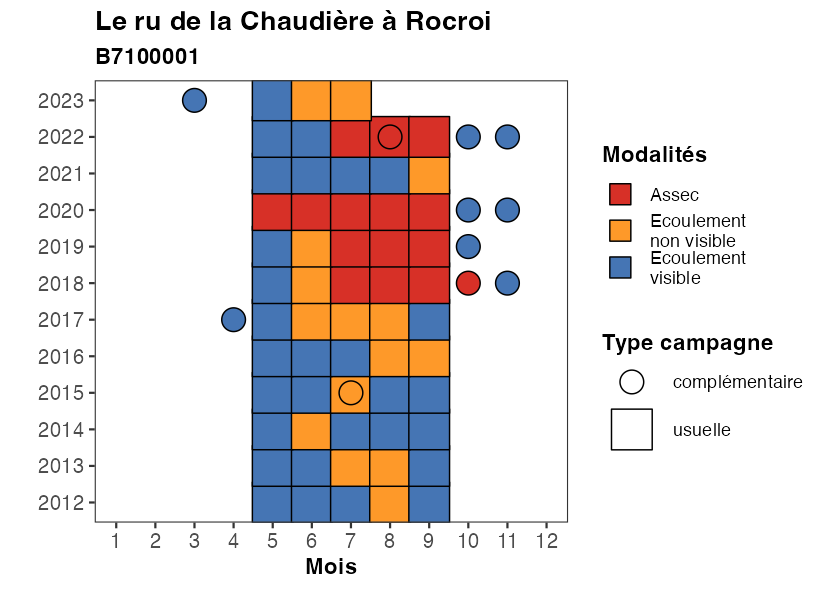 Le ru de la Chaudière à Rocroi
B7100001
2023
2022
2021
2020
2019
2018
2017
2016
2015
2014
2013
2012
1 2 3 4 5 6 7 8 9 10 11 12
Mois
Modalités
Assec
Ecoulement
non visible
Ecoulement
visible
Type campagne
complémentaire
usuelle